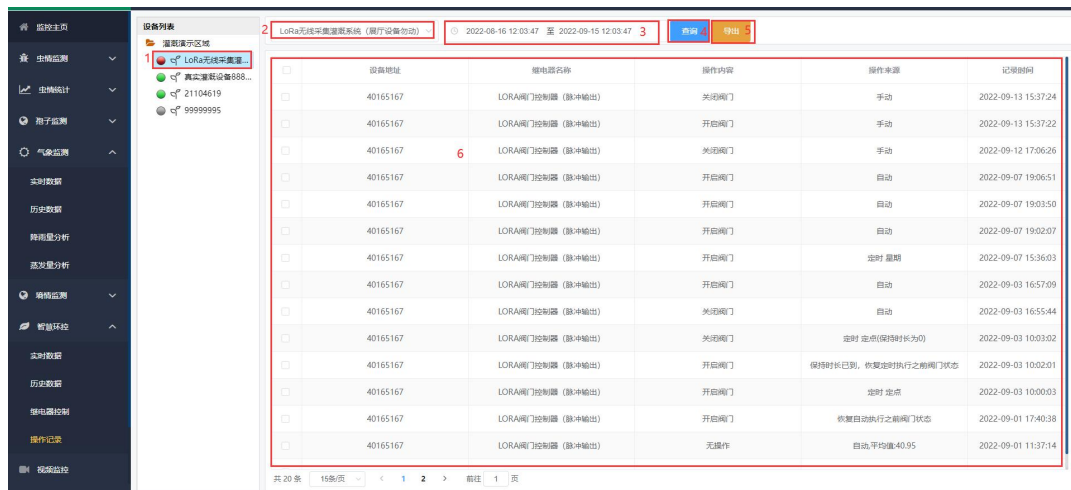 监控主页
虫情监测
虫情统计
孢子监测
气象监测
实时数据
历史数据
降雨量分析
蒸发量分析
墒情监测
智慧环控
实时数据
历史数据
继电器控制
操作记录
视频监控
设备列表
灌溉演示区域
1 LoRa无线采集灌...
真实灌溉设备888...
21104619
99999995
2 LoRa无线采集灌溉系统（展厅设备勿动） 2022-08-16 12:03:47 至 2022-09-15 12:03:47 3 查询 4 导出 5
设备地址 继电器名称 操作内容 操作来源 记录时间
40165167 LORA阀门控制器（脉冲输出） 关闭阀门 手动 2022-09-13 15:37:24
40165167 LORA阀门控制器（脉冲输出） 开启阀门 手动 2022-09-13 15:37:22
40165167 6 LORA阀门控制器（脉冲输出） 关闭阀门 手动 2022-09-12 17:06:26
40165167 LORA阀门控制器（脉冲输出） 开启阀门 自动 2022-09-07 19:06:51
40165167 LORA阀门控制器（脉冲输出） 开启阀门 自动 2022-09-07 19:03:50
40165167 LORA阀门控制器（脉冲输出） 开启阀门 自动 2022-09-07 19:02:07
40165167 LORA阀门控制器（脉冲输出） 开启阀门 定时 星期 2022-09-07 15:36:03
40165167 LORA阀门控制器（脉冲输出） 开启阀门 自动 2022-09-03 16:57:09
40165167 LORA阀门控制器（脉冲输出） 关闭阀门 自动 2022-09-03 16:55:44
40165167 LORA阀门控制器（脉冲输出） 关闭阀门 定时 定点(保持时长为0) 2022-09-03 10:03:02
40165167 LORA阀门控制器（脉冲输出） 开启阀门 保持时长已到，恢复定时执行之前阀门状态 2022-09-03 10:02:01
40165167 LORA阀门控制器（脉冲输出） 开启阀门 定时 定点 2022-09-03 10:00:03
40165167 LORA阀门控制器（脉冲输出） 开启阀门 恢复自动执行之前阀门状态 2022-09-01 17:40:38
40165167 LORA阀门控制器（脉冲输出） 无操作 自动,平均值:40.95 2022-09-01 11:37:14
共 20 条 15条/页 < 1 2 > 前往 1 页